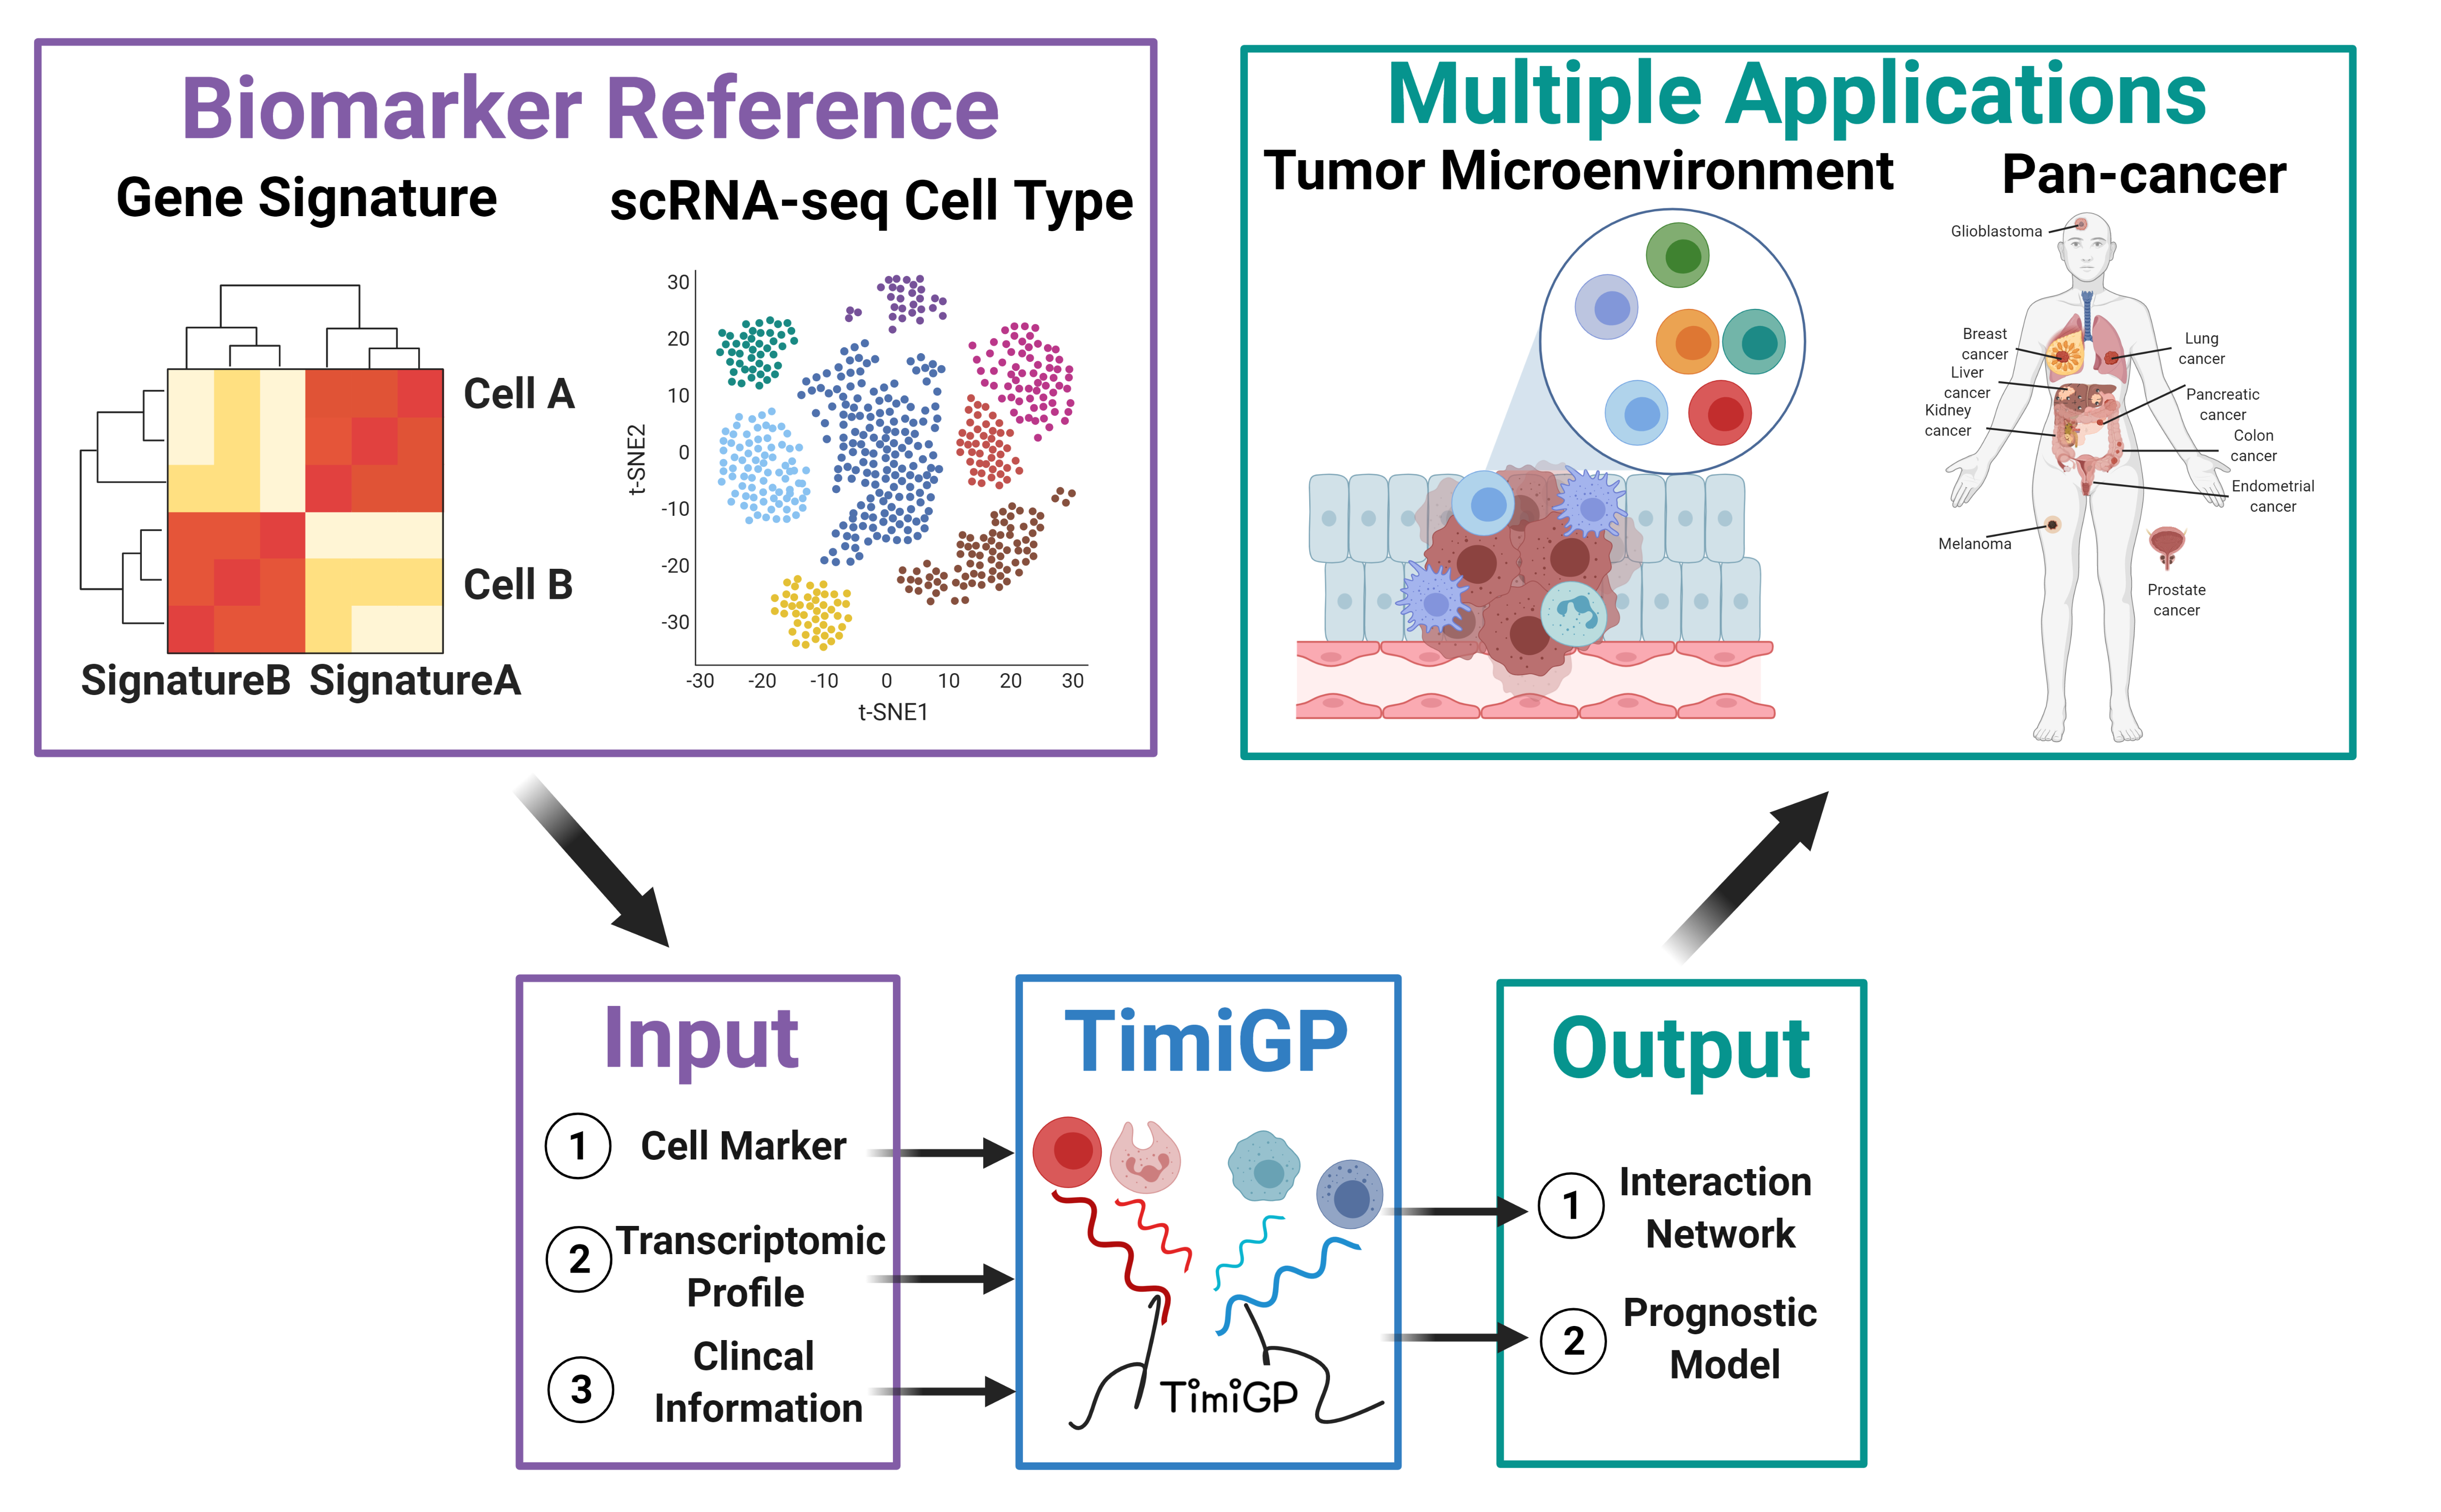 Biomarker Reference
Gene Signature
scRNA-seq Cell Type
Cell A
Cell B
SignatureB
SignatureA
30
20
10
0
-10
-20
-30
t-SNE2
-30
-20
-10
0
10
20
30
t-SNE1
Multiple Applications
Tumor Microenvironment
Pan-cancer
Glioblastoma
Breast
cancer
Liver
cancer
Kidney
cancer
Melanoma
Lung
cancer
Pancreatic
cancer
Colon
cancer
Endometrial
cancer
Prostate
cancer
Input
1
Cell Marker
2
Transcriptomic
Profile
3
Clincal
Information
TimiGP
TimiGP
Output
1
Interaction
Network
2
Prognostic
Model